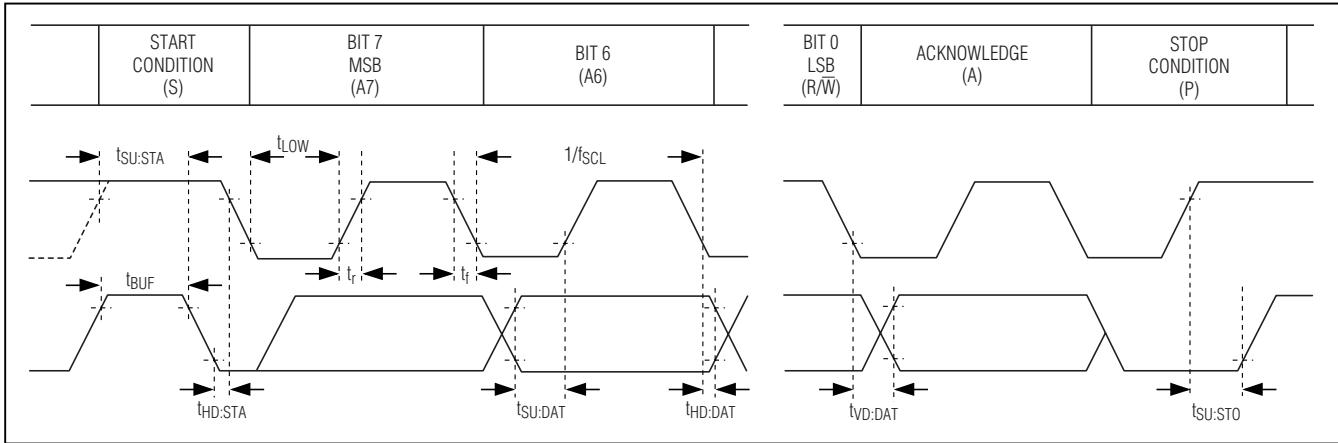 START
CONDITION
(S)
BIT 7
MSB
(A7)
BIT 6
(A6)
BIT 0
LSB
(R/W̅)
ACKNOWLEDGE
(A)
STOP
CONDITION
(P)
tSU:STA
tLOW
1/fSCL
tr
tf
tBUF
tHD:STA
tSU:DAT
tHD:DAT
tVD:DAT
tSU:STO